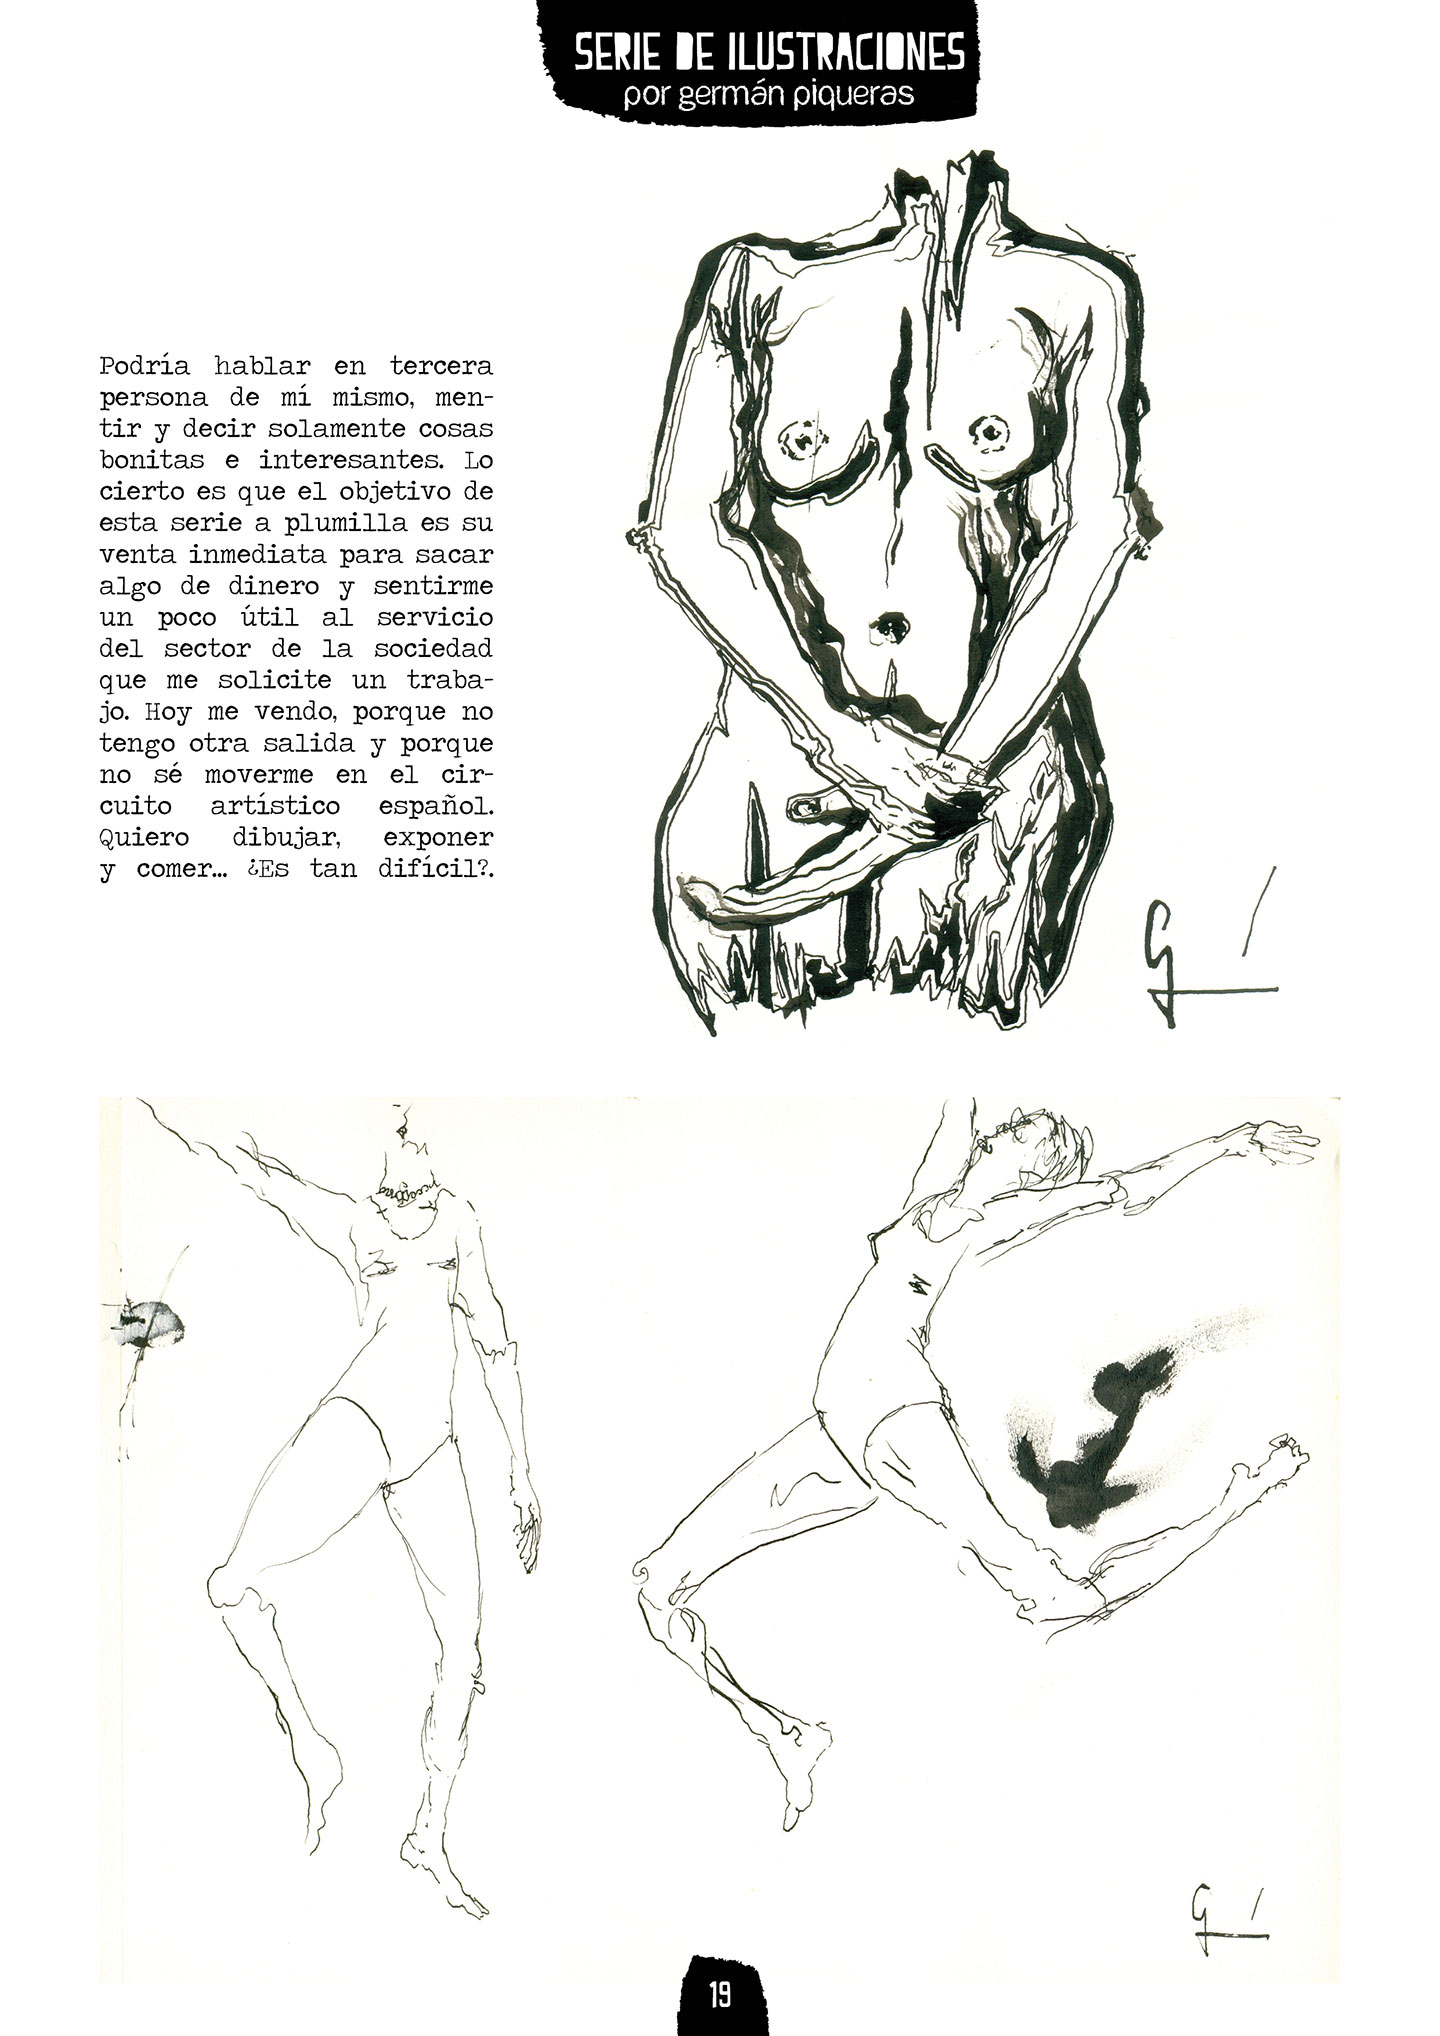 SERIE DE ILUSTRACIONES
por germán piqueras
Podría hablar en tercera
persona de mí mismo, men-
tir y decir solamente cosas
bonitas e interesantes. Lo
cierto es que el objetivo de
esta serie a plumilla es su
venta inmediata para sacar
algo de dinero y sentirme
un poco útil al servicio
del sector de la sociedad
que me solicite un traba-
jo. Hoy me vendo, porque no
tengo otra salida y porque
no sé moverme en el cir-
cuito artístico español.
Quiero dibujar, exponer
y comer... ¿Es tan difícil?.
19